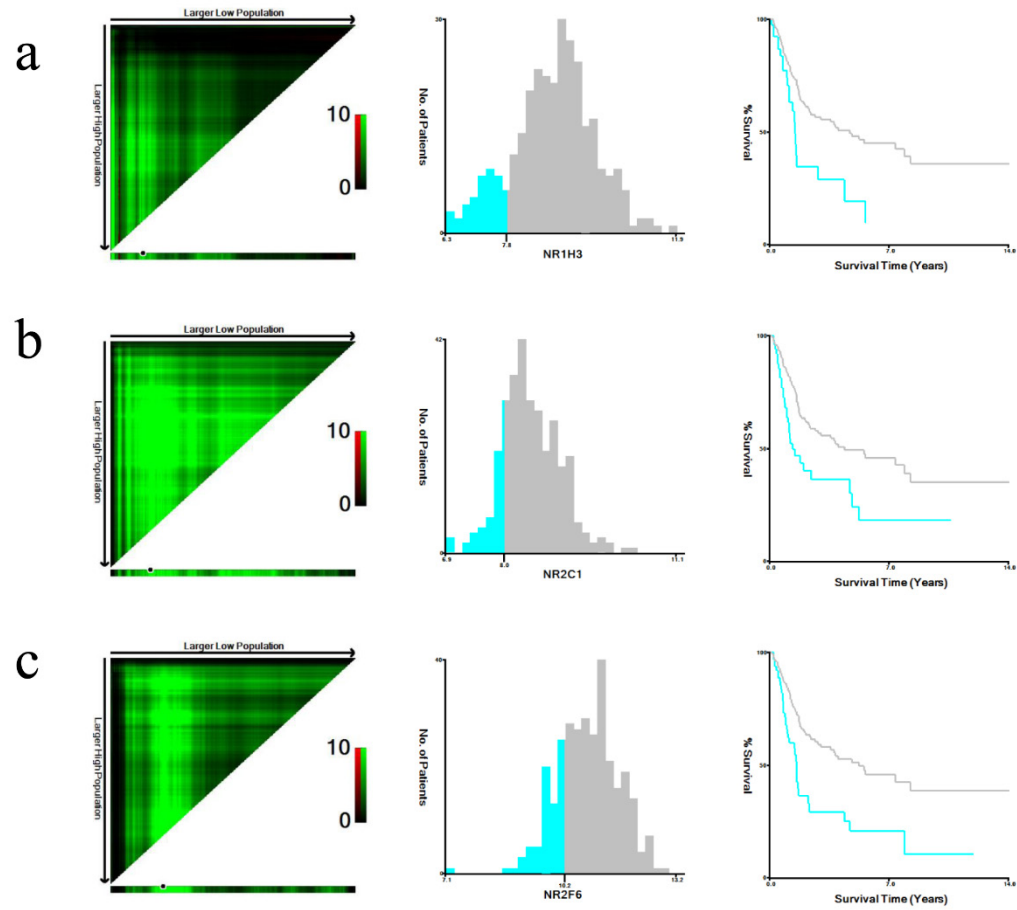 a
Larger Low Population
Larger High Population
10
0
No. of Patients
30
0
6.3
7.8
11.9
NR1H3
% Survival
100
50
0
0.0
7.0
14.0
Survival Time (Years)
b
Larger Low Population
Larger High Population
10
0
No. of Patients
42
0
6.9
8.0
11.1
NR2C1
% Survival
100
50
0
0.0
7.0
14.0
Survival Time (Years)
c
Larger Low Population
Larger High Population
10
0
No. of Patients
40
0
7.1
10.2
13.2
NR2F6
% Survival
100
50
0
0.0
7.0
14.0
Survival Time (Years)